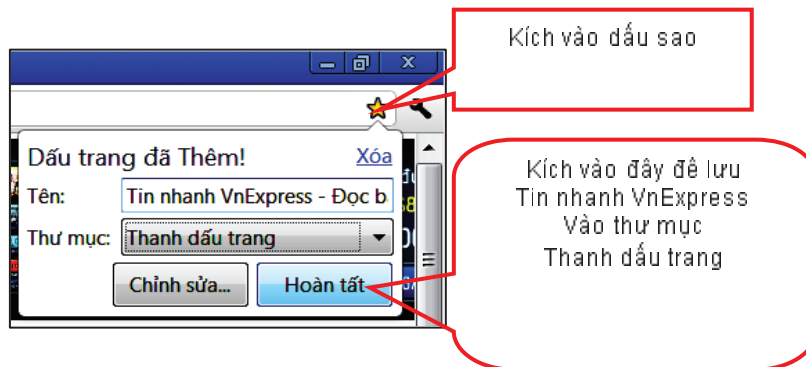 Kích vào dấu sao
Dấu trang đã Thêm!
Xóa
Tên:
Tin nhanh VnExpress - Đọc b
Thư mục:
Thanh dấu trang
Chỉnh sửa...
Hoàn tất
Kích vào đây để lưu
Tin nhanh VnExpress
Vào thư mục
Thanh dấu trang